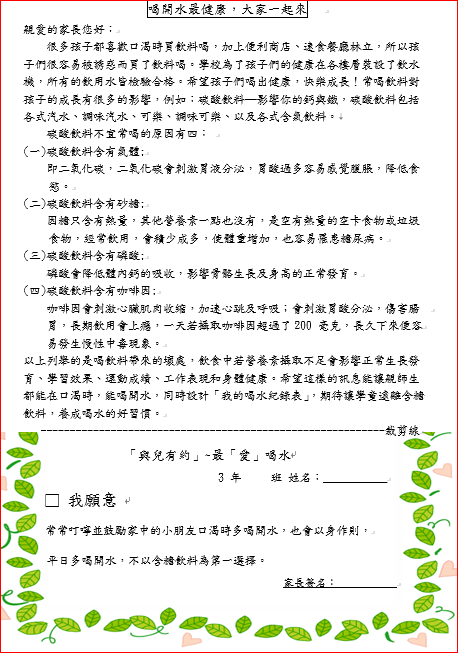 喝開水最健康，大家一起來
親愛的家長您好：
很多孩子都喜歡口渴時買飲料喝，加上便利商店、速食餐廳林立，所以孩
子們很容易被誘惑而買了飲料喝。學校為了孩子們的健康在各樓層裝設了飲水
機，所有的飲用水皆檢驗合格。希望孩子們喝出健康，快樂成長！常喝飲料對
孩子的成長有很多的影響，例如：碳酸飲料—影響你的鈣與鐵，碳酸飲料包括
各式汽水、調味汽水、可樂、調味可樂、以及各式含氣飲料。
碳酸飲料不宜常喝的原因有四：
(一)碳酸飲料含有氣體;
即二氧化碳，二氧化碳會刺激胃液分泌，胃酸過多容易感覺腹脹，降低食
慾。
(二)碳酸飲料含有砂糖;
因糖只含有熱量，其他營養素一點也沒有，是空有熱量的空卡食物或垃圾
食物，經常飲用，會積少成多，使體重增加，也容易罹患糖尿病。
(三)碳酸飲料含有磷酸;
磷酸會降低體內鈣的吸收，影響骨骼生長及身高的正常發育。
(四)碳酸飲料含有咖啡因;
咖啡因會刺激心臟肌肉收縮，加速心跳及呼吸；會刺激胃酸分泌，傷害腸
胃，長期飲用會上癮，一天若攝取咖啡因超過了 200 毫克，長久下來便容
易發生慢性中毒現象。
以上列舉的是喝飲料帶來的壞處，飲食中若營養素攝取不足會影響正常生長發
育、學習效果、運動成績、工作表現和身體健康。希望這樣的訊息能讓親師生
都能在口渴時，能喝開水，同時設計「我的喝水紀錄表」，期待讓學童遠離含糖
飲料，養成喝水的好習慣。
----------------------------------------------------------裁剪線
「與兒有約」~最「愛」喝水
3 年 班 姓名：__________
□ 我願意
常常叮嚀並鼓勵家中的小朋友口渴時多喝開水，也會以身作則，
平日多喝開水，不以含糖飲料為第一選擇。
家長簽名：__________